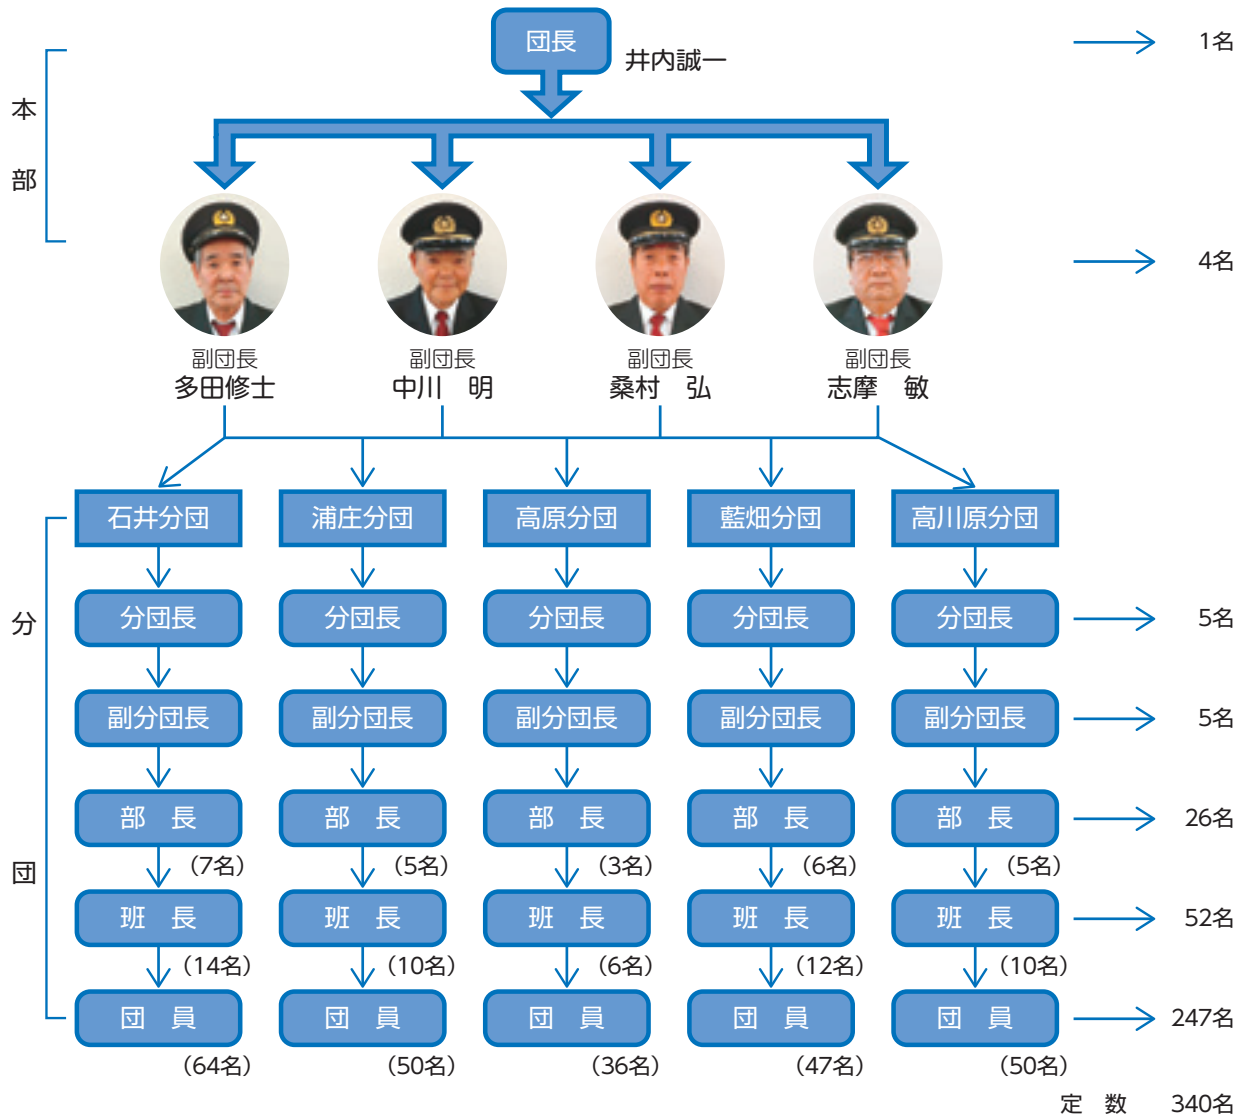 団長
井内誠一
1名
本部
4名
副団長 副団長 副団長 副団長
多田修士 中川　明 桑村　弘 志摩　敏
石井分団 浦庄分団 高原分団 藍畑分団 高川原分団
分団
分団長 分団長 分団長 分団長 分団長 5名
副分団長 副分団長 副分団長 副分団長 副分団長 5名
部　長 部　長 部　長 部　長 部　長 26名
(7名) (5名) (3名) (6名) (5名)
班　長 班　長 班　長 班　長 班　長 52名
(14名) (10名) (6名) (12名) (10名)
団　員 団　員 団　員 団　員 団　員 247名
(64名) (50名) (36名) (47名) (50名)
定　数　340名